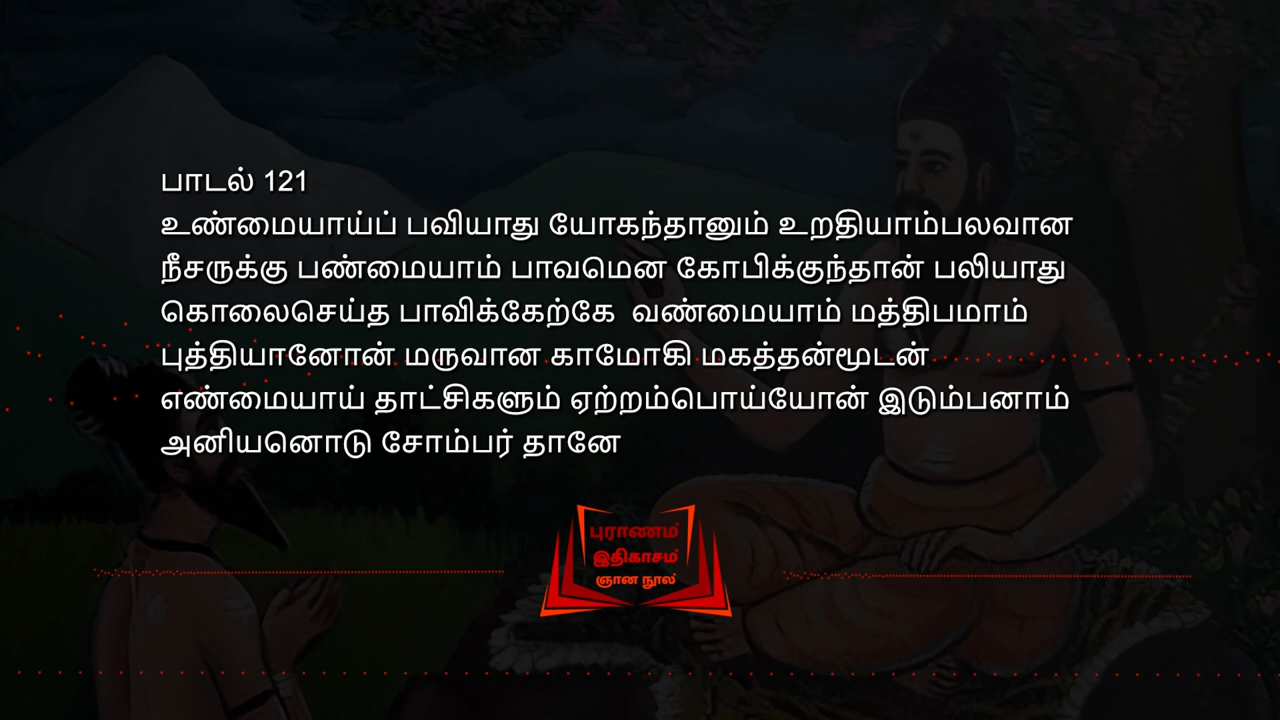 பாடல் 121
உண்மையாய்ப் பவியாது யோகந்தானும் உறதியாம்பலவான
நீசருக்கு பண்மையாம் பாவமென கோபிக்குந்தான் பலியாது
கொலைசெய்த பாவிக்கேற்கே வண்மையாம் மத்திபமாம்
புத்தியானோன் மருவான காமோகி மகத்தன்மூடன்
எண்மையாய் தாட்சிகளும் ஏற்றம்பொய்யோன் இடும்பனாம்
அனியனொடு சோம்பர் தானே
புராணம்
இதிகாசம்
ஞான நூல்